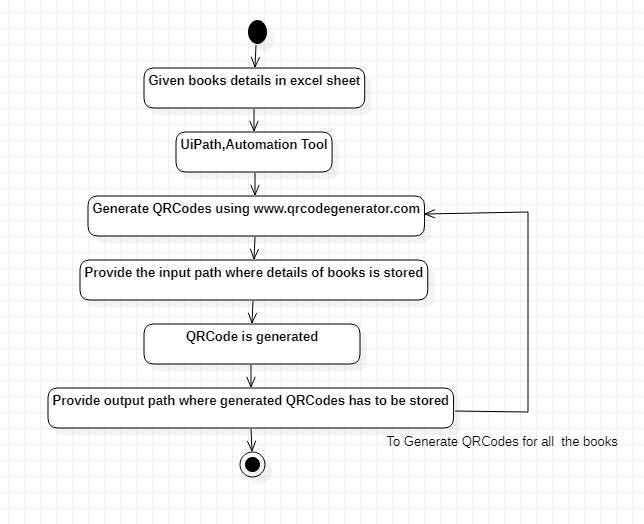 Given books details in excel sheet
UiPath,Automation Tool
Generate QRCodes using www.qrcodegenerator.com
Provide the input path where details of books is stored
QRCode is generated
Provide output path where generated QRCodes has to be stored
To Generate QRCodes for all  the books